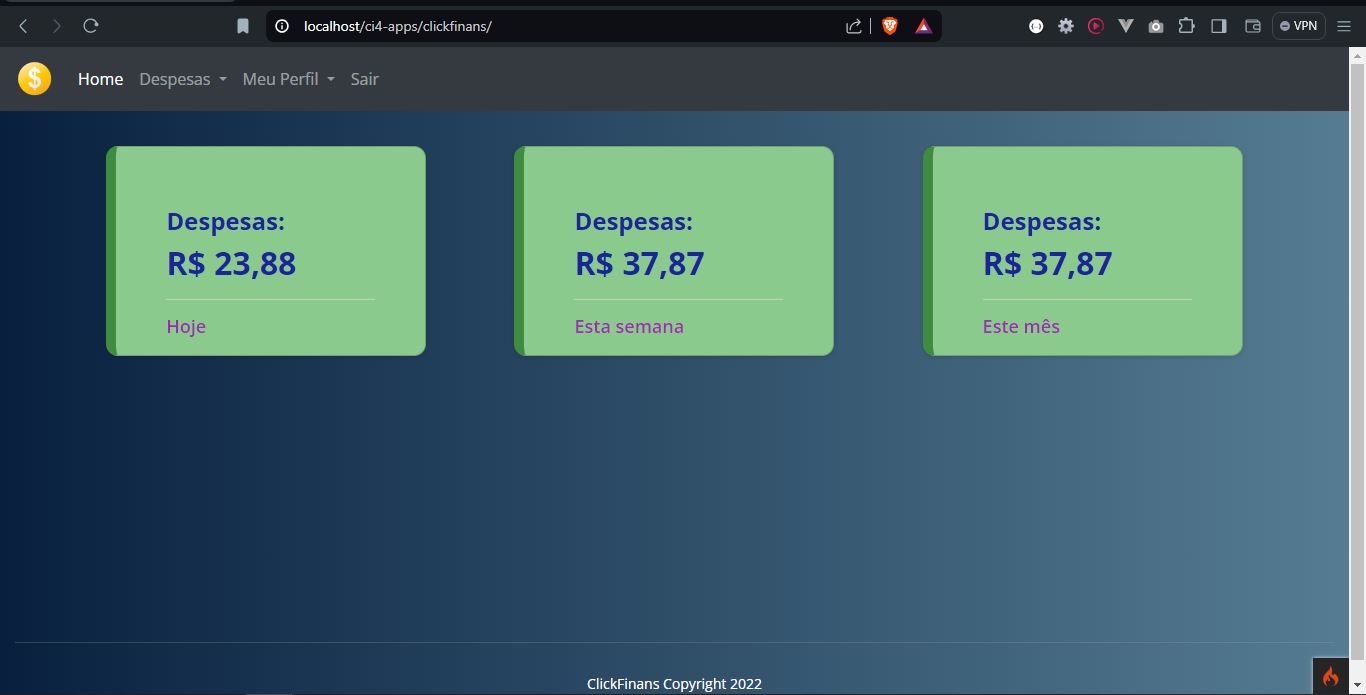 localhost/ci4-apps/clickfinans/
VPN
$ Home Despesas Meu Perfil Sair
Despesas:
R$ 23,88
Hoje
Despesas:
R$ 37,87
Esta semana
Despesas:
R$ 37,87
Este mês
ClickFinans Copyright 2022